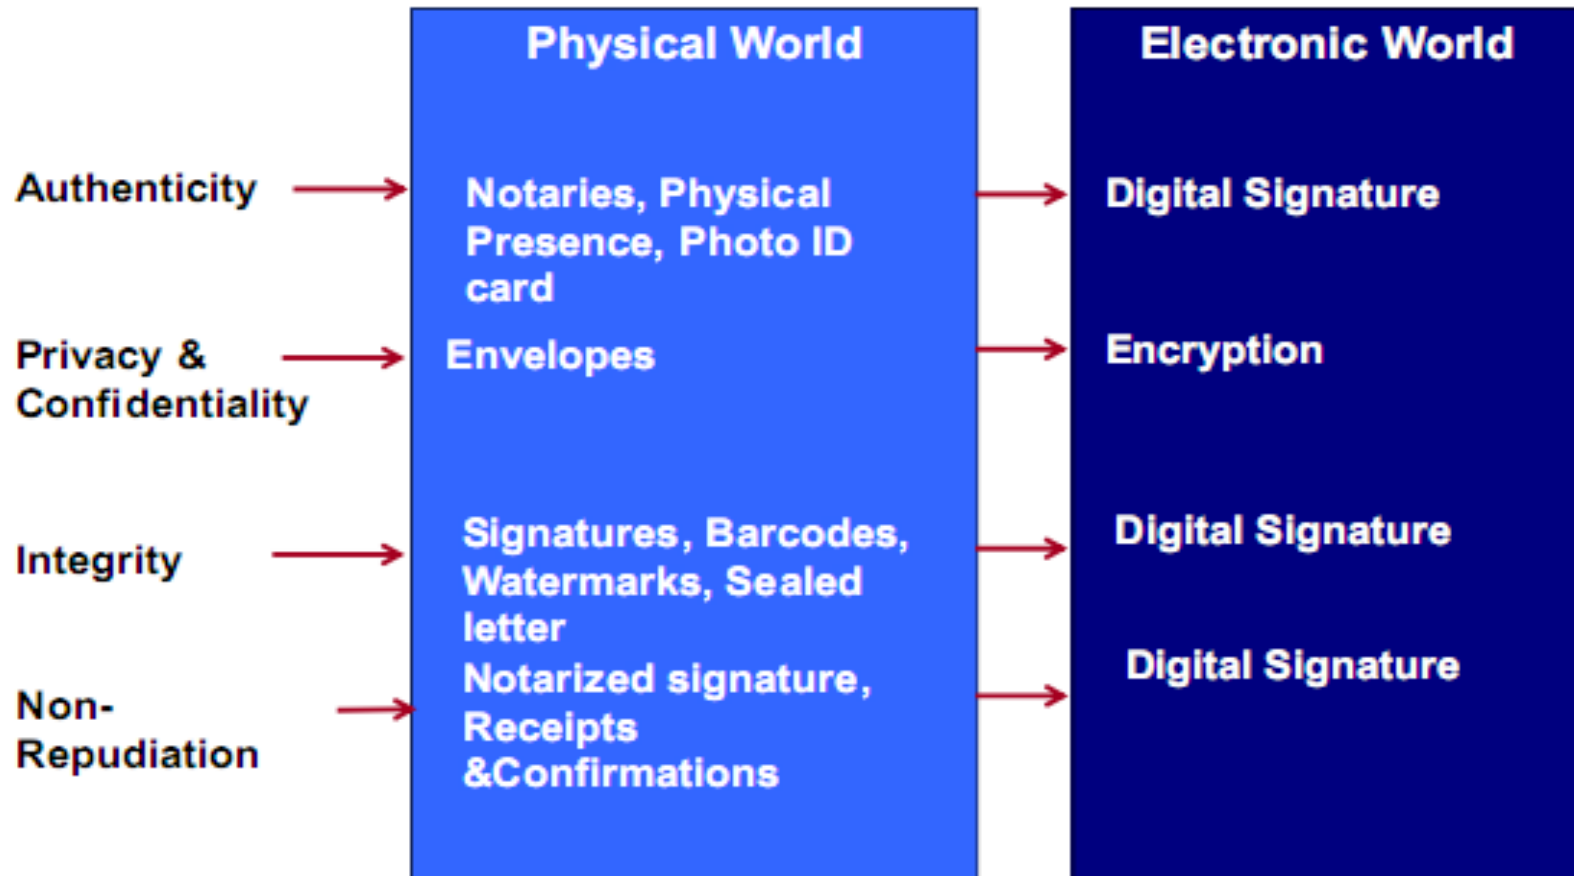 Physical World
Electronic World
Authenticity
Notaries, Physical
Presence, Photo ID
card
Digital Signature
Privacy &
Confidentiality
Envelopes
Encryption
Integrity
Signatures, Barcodes,
Watermarks, Sealed
letter
Digital Signature
Non-
Repudiation
Notarized signature,
Receipts
&Confirmations
Digital Signature